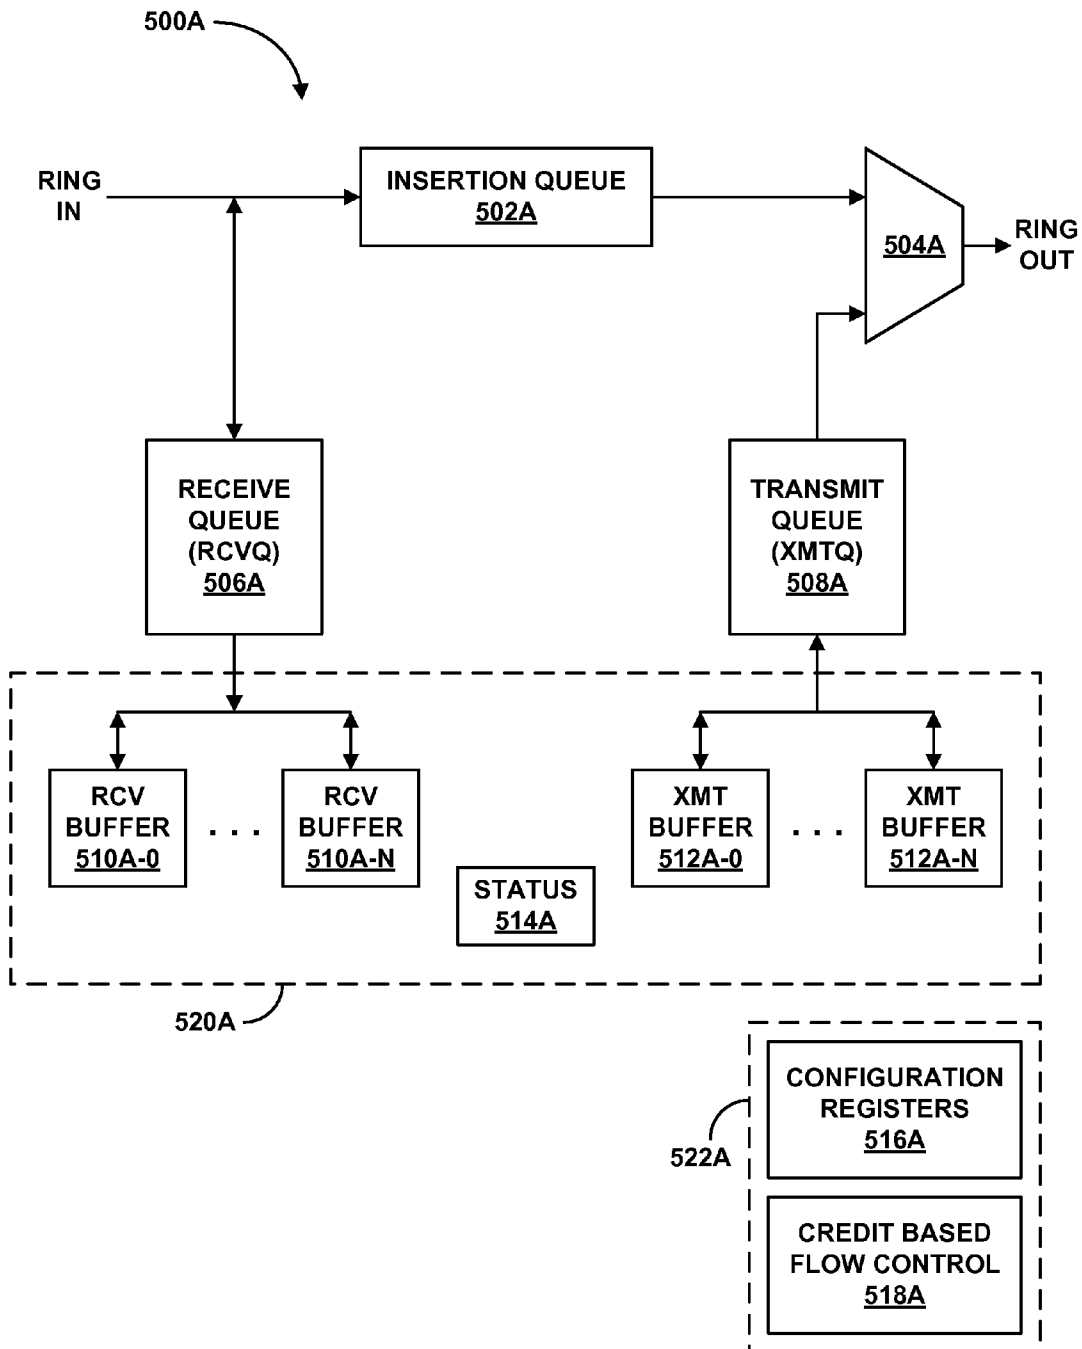 500A
RING
IN
INSERTION QUEUE
502A
504A
RING
OUT
RECEIVE
QUEUE
(RCVQ)
506A
TRANSMIT
QUEUE
(XMTQ)
508A
RCV
BUFFER
510A-0
. . .
RCV
BUFFER
510A-N
XMT
BUFFER
512A-0
. . .
XMT
BUFFER
512A-N
STATUS
514A
520A
CONFIGURATION
REGISTERS
516A
522A
CREDIT BASED
FLOW CONTROL
518A